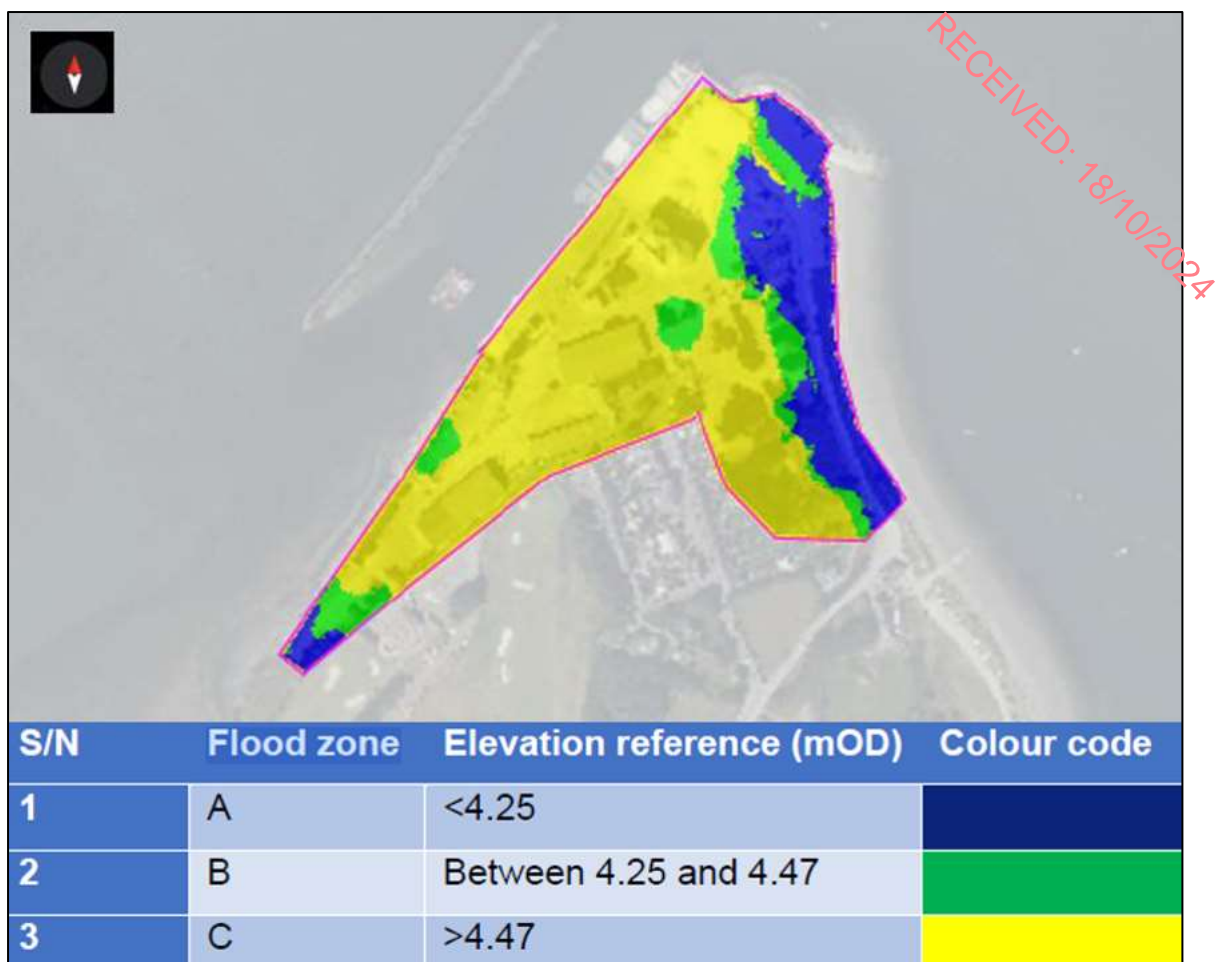 RECEIVED: 18/10/2024
S/N Flood zone Elevation reference (mOD) Colour code
1 A <4.25
2 B Between 4.25 and 4.47
3 C >4.47